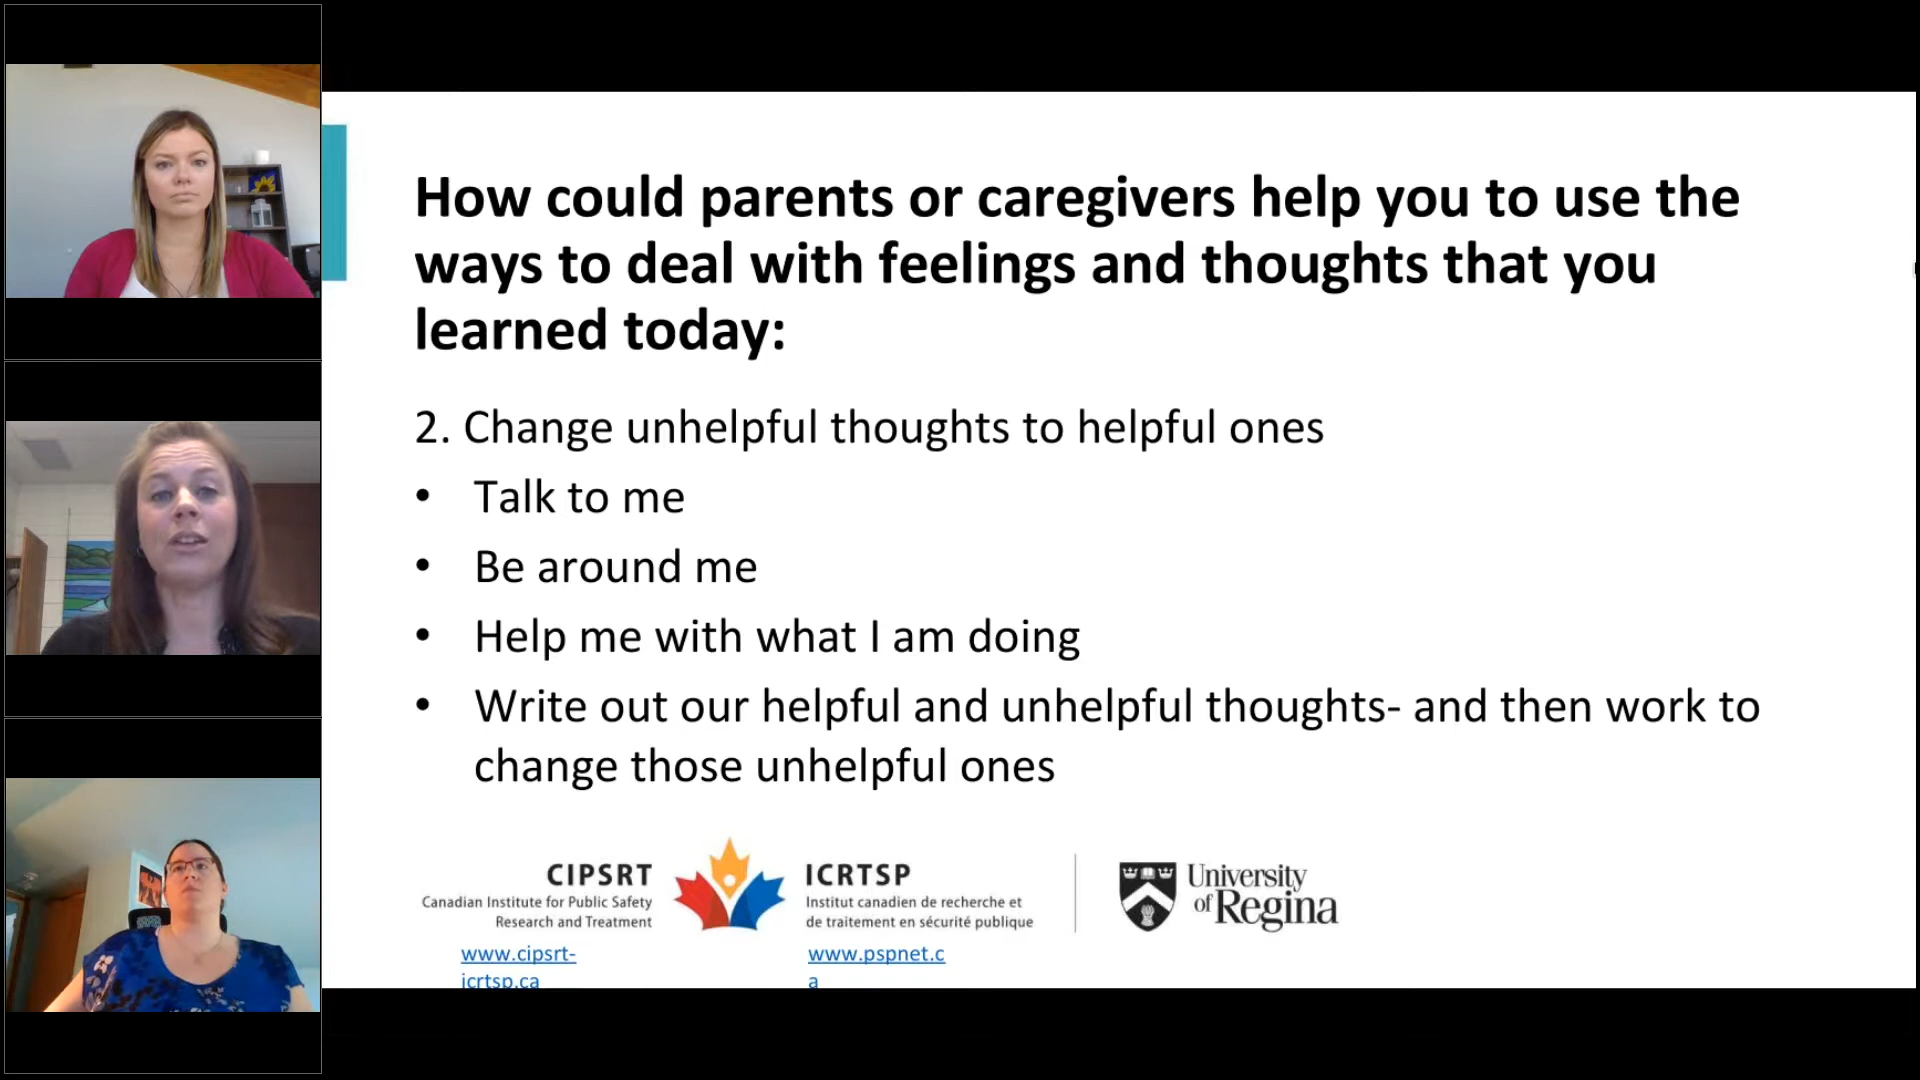 How could parents or caregivers help you to use the
ways to deal with feelings and thoughts that you
learned today:
2. Change unhelpful thoughts to helpful ones
• Talk to me
• Be around me
• Help me with what I am doing
• Write out our helpful and unhelpful thoughts- and then work to
change those unhelpful ones
CIPSRT
Canadian Institute for Public Safety
Research and Treatment
www.cipsrt-
icrtsp.ca
ICRTSP
Institut canadien de recherche et
de traitement en sécurité publique
www.pspnet.c
a
University
of Regina